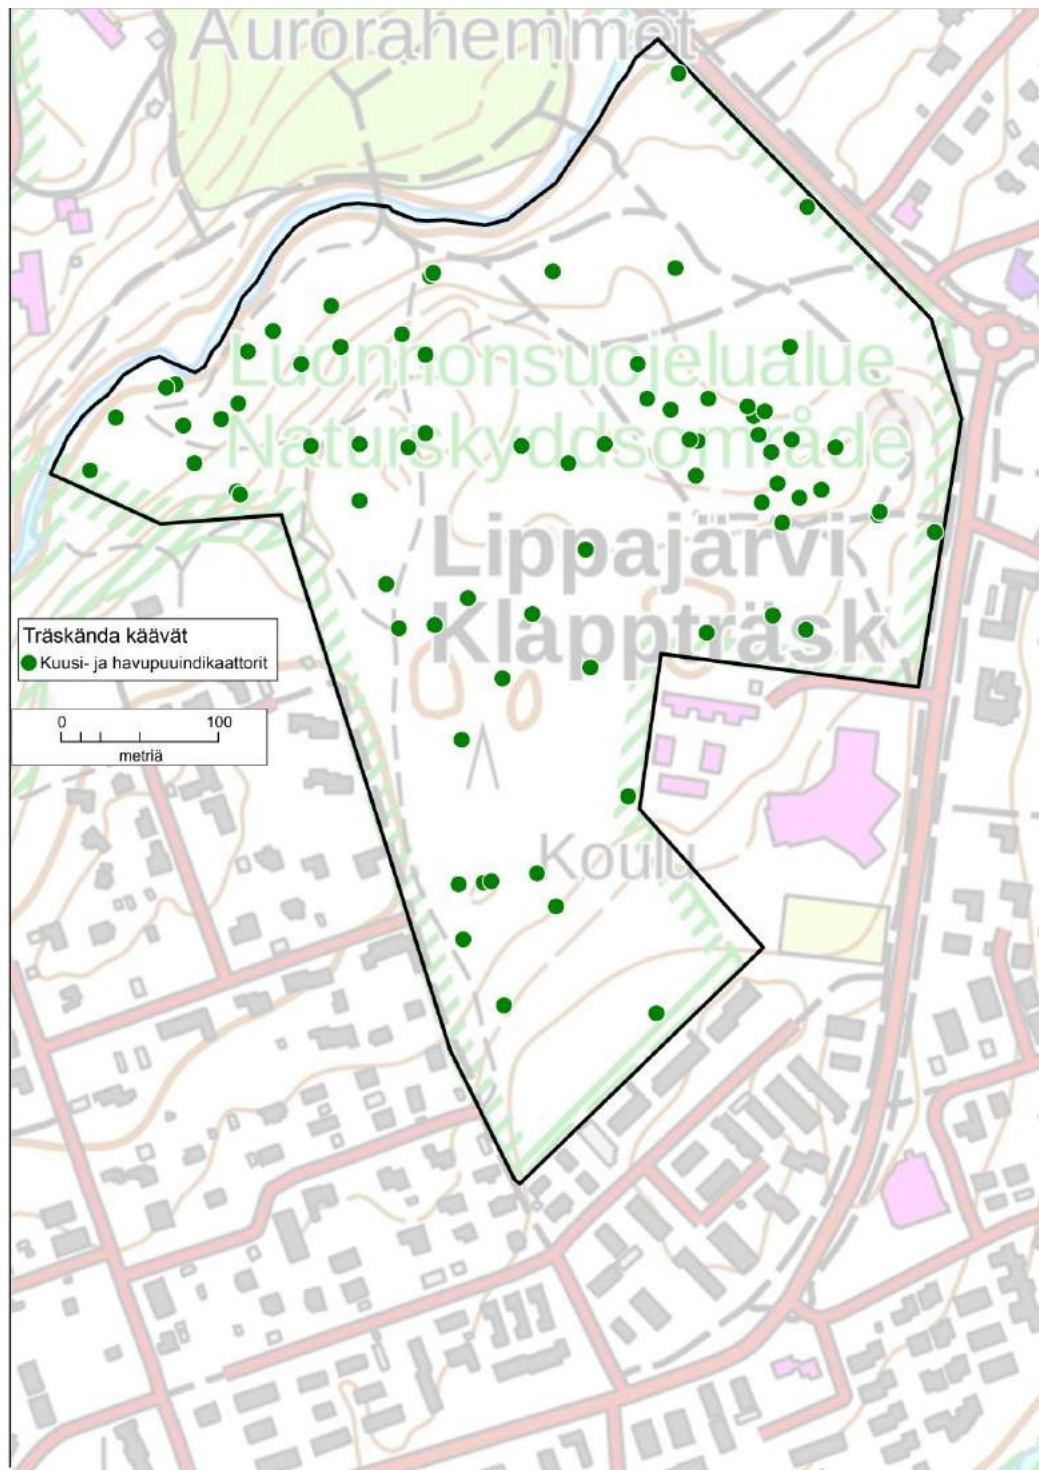 Aurorahemmet
Luonnonsuojelualue
Naturskyddsområde
Lippajärvi
Klappträsk
Träskända käävät
Kuusi- ja havupuuindikaattorit
0 100
metriä
Koulu